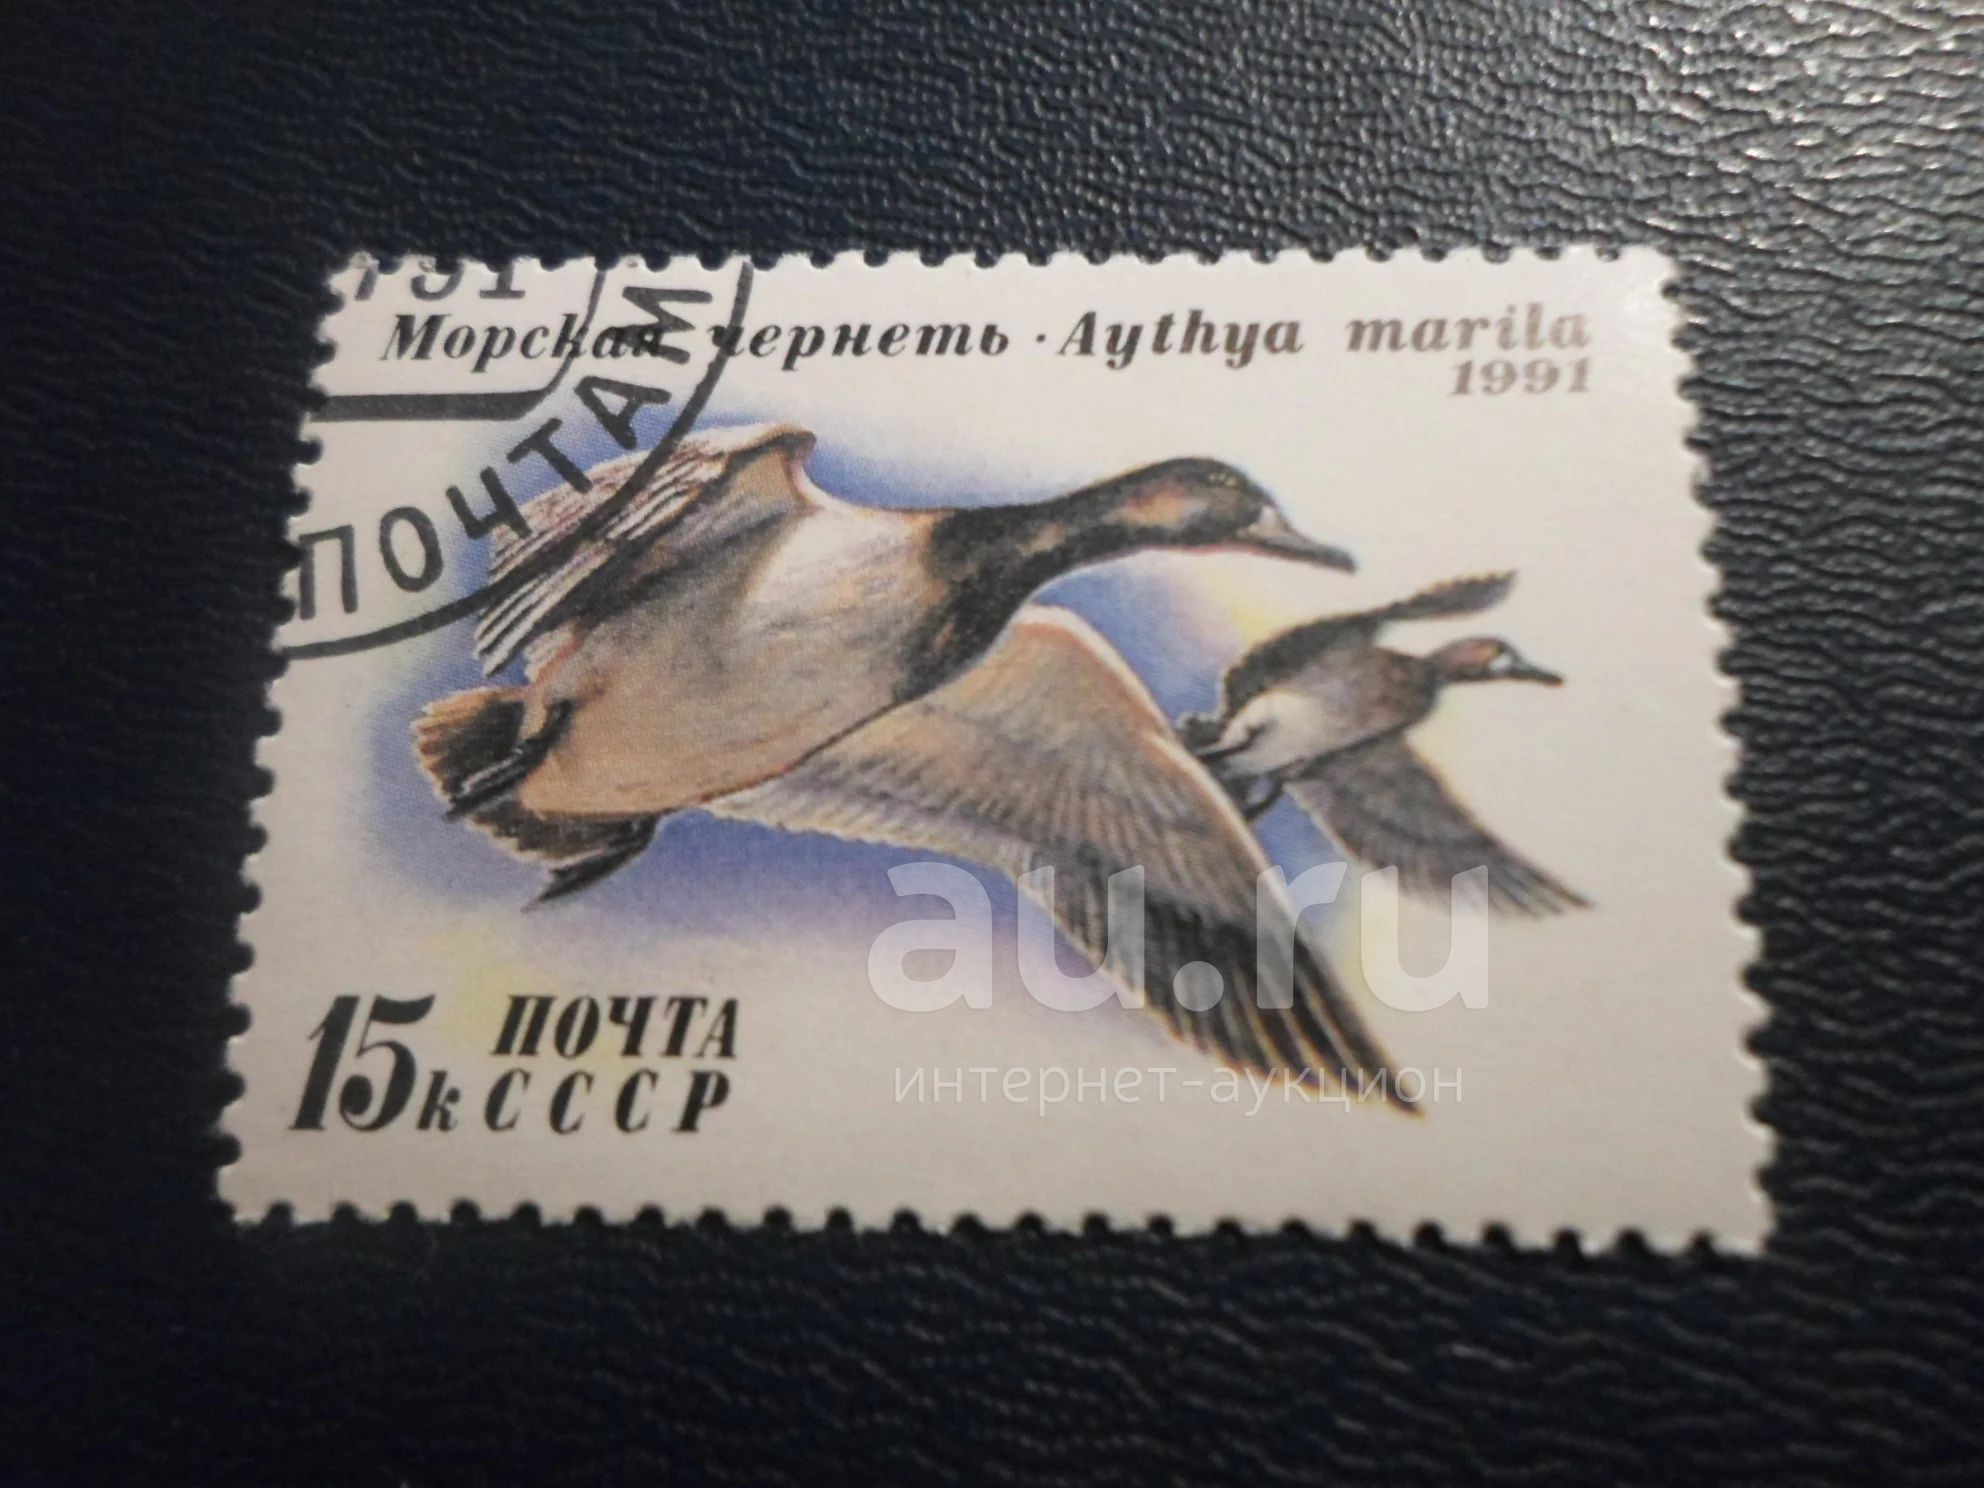 Морская чернеть · Aythya marila
1991
ПОЧТАМ
15к ПОЧТА
СССР
au.ru
интернет-аукцион